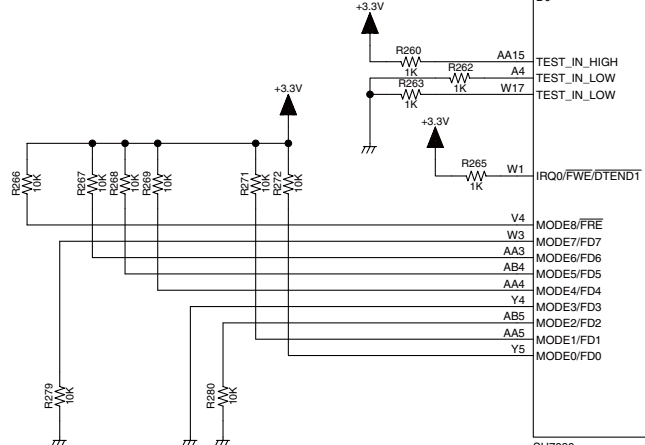 +3.3V
R260
1K
AA15
TEST_IN_HIGH
R262
1K
A4
TEST_IN_LOW
R263
1K
W17
TEST_IN_LOW
+3.3V
+3.3V
R265
1K
W1
IRQ0/FWE/DTEND1
R266
10K
R267
10K
R268
10K
R269
10K
R271
10K
R272
10K
V4
MODE8/FRE
W3
MODE7/FD7
AA3
MODE6/FD6
AB4
MODE5/FD5
AA4
MODE4/FD4
Y4
MODE3/FD3
AB5
MODE2/FD2
AA5
MODE1/FD1
Y5
MODE0/FD0
R279
10K
R280
10K